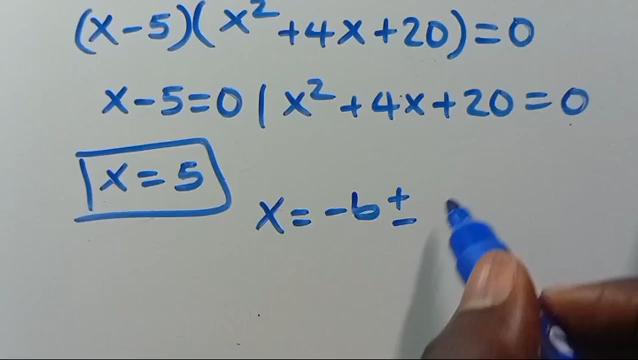 (x-5)(x²+4x+20)=0
x-5=0 | x²+4x+20=0
x=5
x=-b±